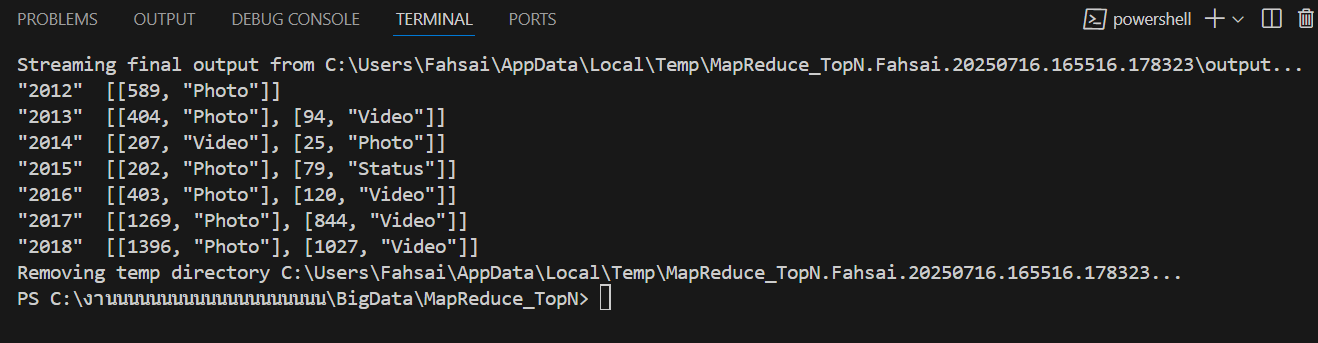 PROBLEMS OUTPUT DEBUG CONSOLE TERMINAL PORTS powershell
Streaming final output from C:\Users\Fahsai\AppData\Local\Temp\MapReduce_TopN.Fahsai.20250716.165516.178323\output...
"2012" [[589, "Photo"]]
"2013" [[404, "Photo"], [94, "Video"]]
"2014" [[207, "Video"], [25, "Photo"]]
"2015" [[202, "Photo"], [79, "Status"]]
"2016" [[403, "Photo"], [120, "Video"]]
"2017" [[1269, "Photo"], [844, "Video"]]
"2018" [[1396, "Photo"], [1027, "Video"]]
Removing temp directory C:\Users\Fahsai\AppData\Local\Temp\MapReduce_TopN.Fahsai.20250716.165516.178323...
PS C:\งานนนนนนนนนนนนนนนนนนนน\BigData\MapReduce_TopN>